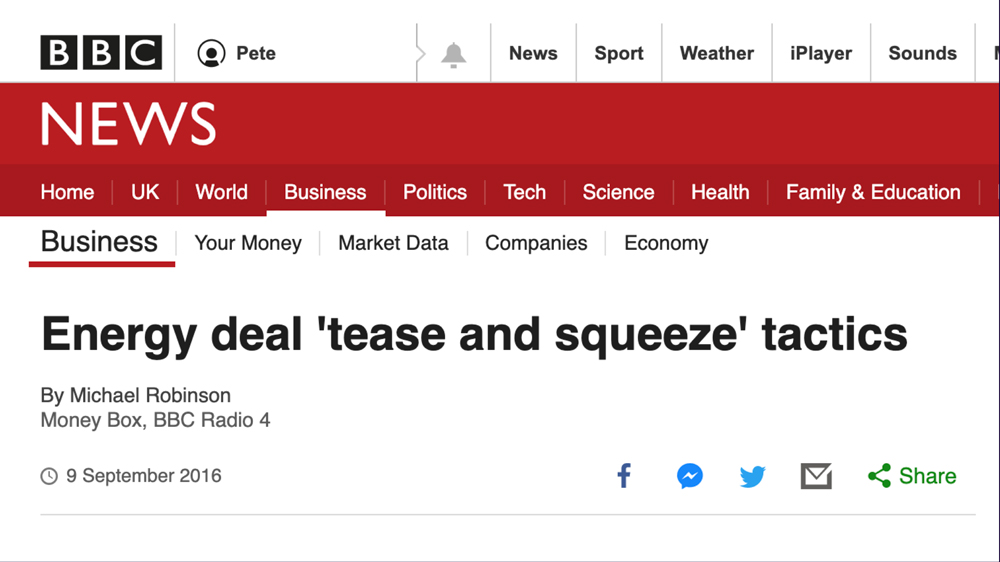 BBC Pete News Sport Weather iPlayer Sounds
NEWS
Home UK World Business Politics Tech Science Health Family & Education
Business Your Money Market Data Companies Economy
Energy deal 'tease and squeeze' tactics
By Michael Robinson
Money Box, BBC Radio 4
9 September 2016 Share